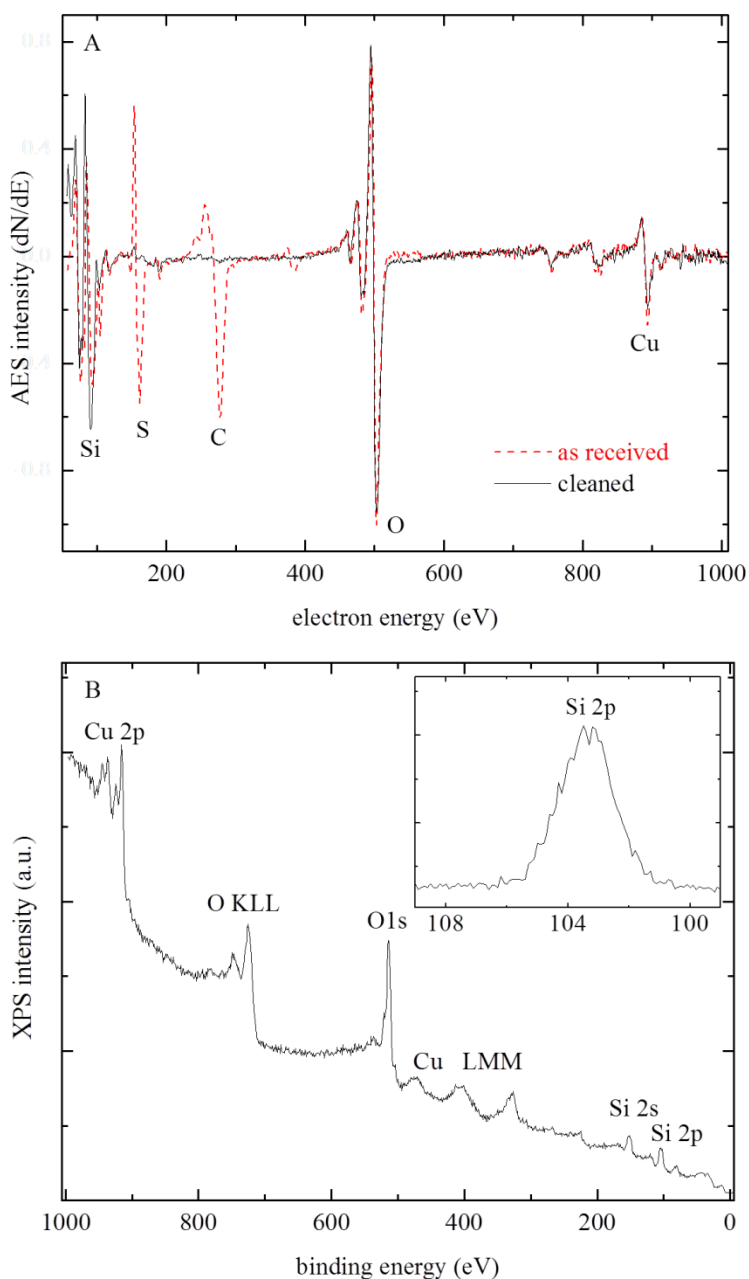 A
0.8
0.4
0.0
0.4
0.8
AES intensity (dN/dE)
Si
S
C
O
Cu
as received
cleaned
200
400
600
800
1000
electron energy (eV)
B
Cu 2p
O KLL
O1s
Cu
LMM
Si 2s
Si 2p
Si 2p
108
104
100
XPS intensity (a.u.)
1000
800
600
400
200
0
binding energy (eV)